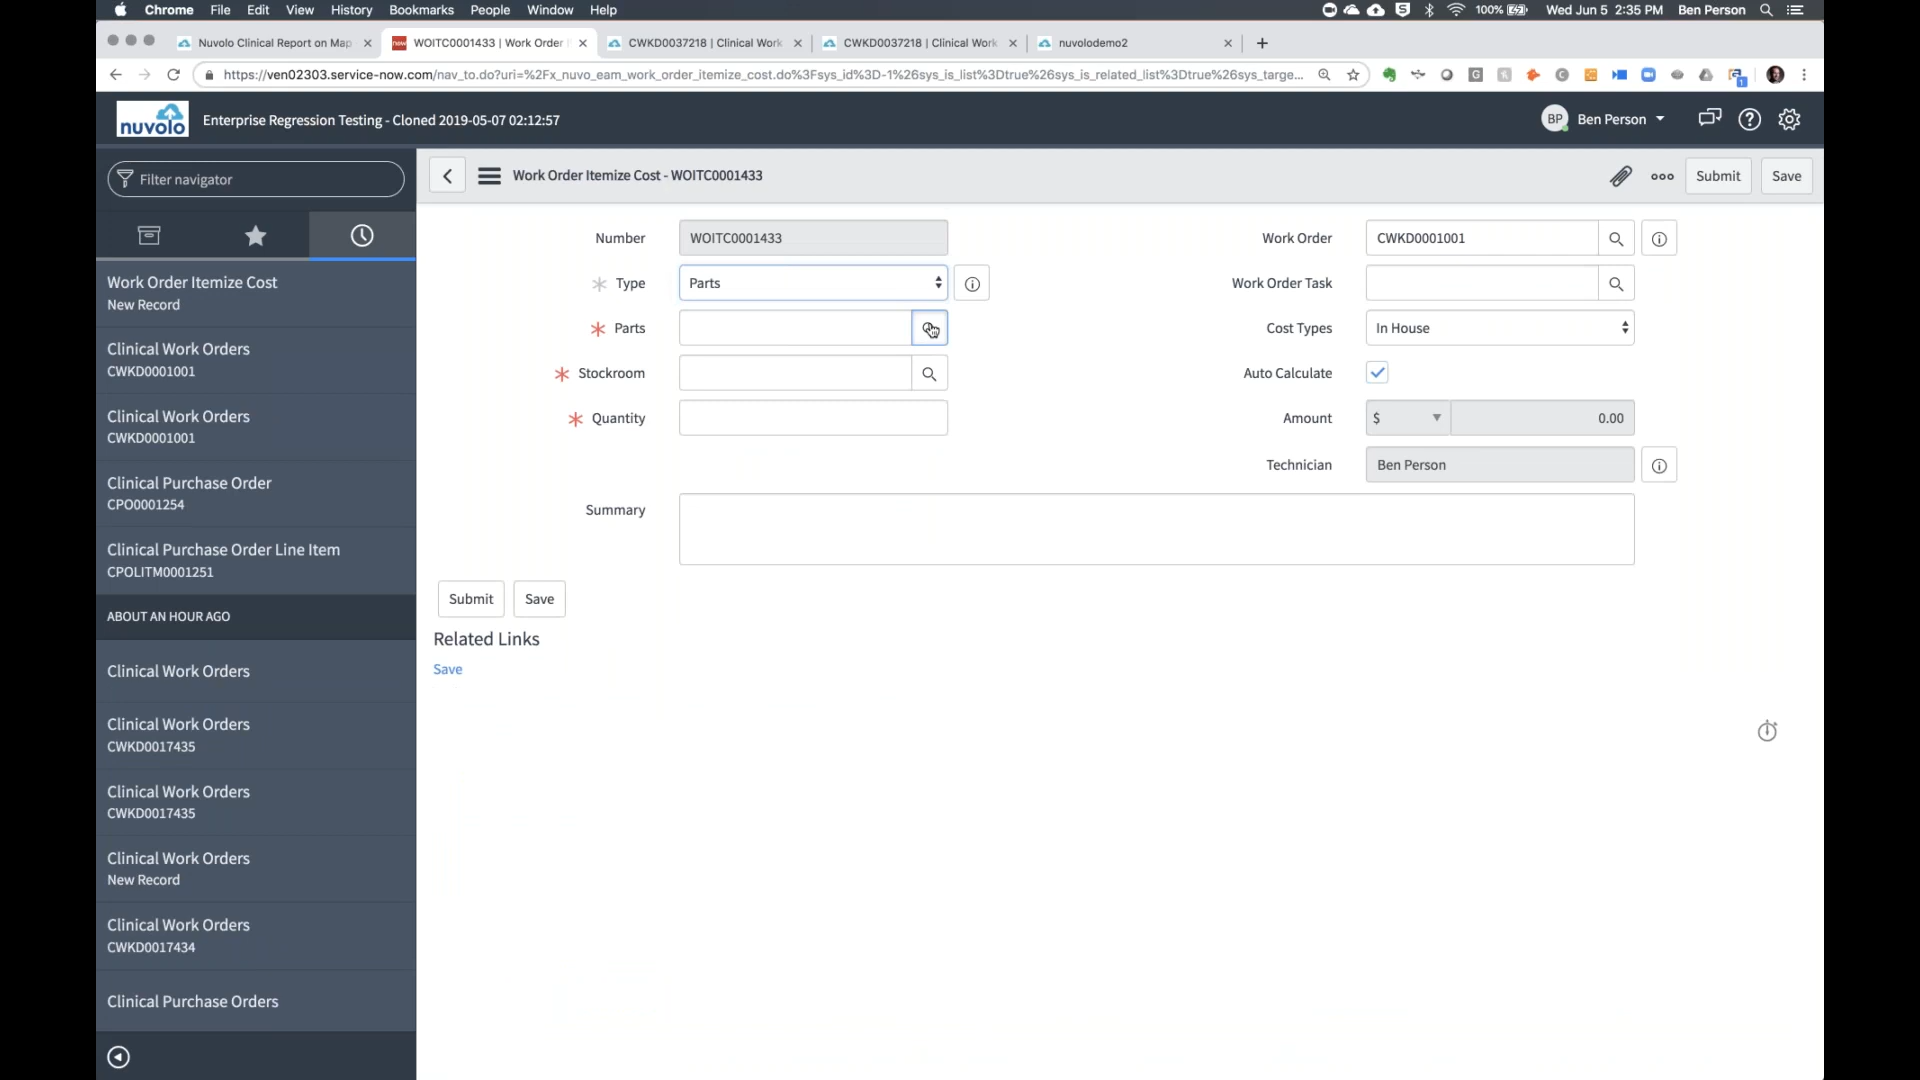 Chrome File Edit View History Bookmarks People Window Help 100% Wed Jun 5 2:35 PM Ben Person
Nuvolo Clinical Report on Map WOITC0001433 | Work Order CWKD0037218 | Clinical Work CWKD0037218 | Clinical Work nuvolodemo2
https://ven02303.service-now.com/nav_to.do?uri=%2Fx_nuvo_eam_work_order_itemize_cost.do%3Fsys_id%3D-1%26sys_is_list%3Dtrue%26sys_is_related_list%3Dtrue%26sys_targe...
nuvolo Enterprise Regression Testing - Cloned 2019-05-07 02:12:57 BP Ben Person
Filter navigator
Work Order Itemize Cost
New Record
Clinical Work Orders
CWKD0001001
Clinical Work Orders
CWKD0001001
Clinical Purchase Order
CPO0001254
Clinical Purchase Order Line Item
CPOLITM0001251
ABOUT AN HOUR AGO
Clinical Work Orders
Clinical Work Orders
CWKD0017435
Clinical Work Orders
CWKD0017435
Clinical Work Orders
New Record
Clinical Work Orders
CWKD0017434
Clinical Purchase Orders
Work Order Itemize Cost - WOITC0001433 Submit Save
Number WOITC0001433
Type Parts
Parts
Stockroom
Quantity
Work Order CWKD0001001
Work Order Task
Cost Types In House
Auto Calculate
Amount $ 0.00
Technician Ben Person
Summary
Submit Save
Related Links
Save